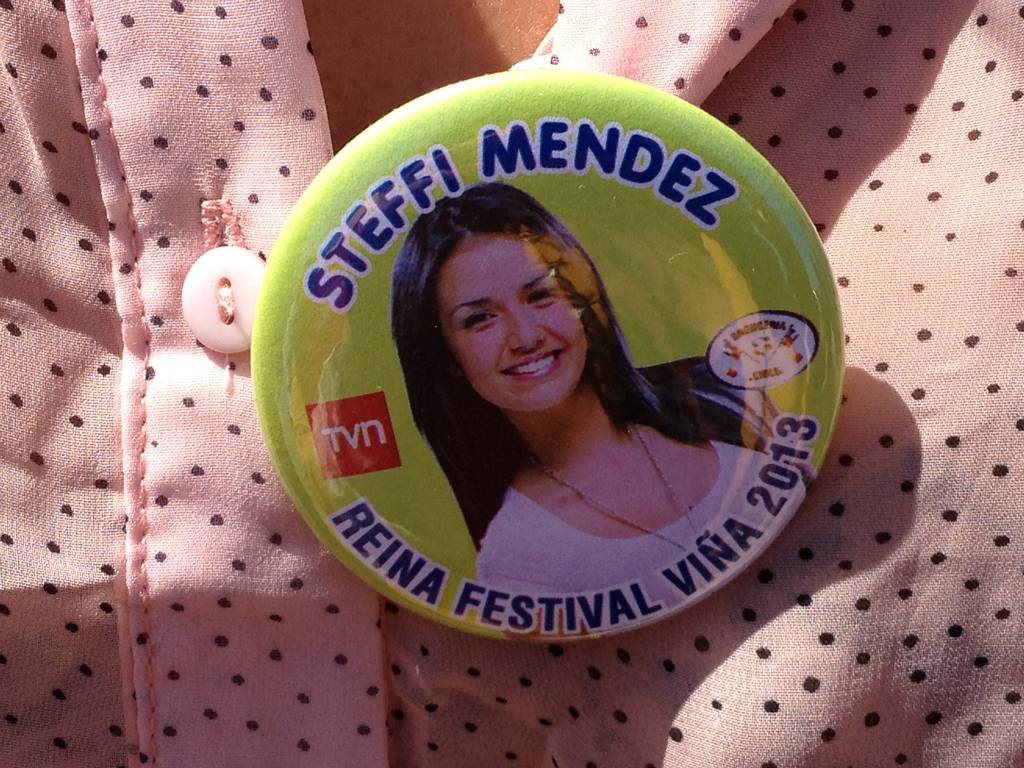 STEFFI MENDEZ
TVN
REINA FESTIVAL VIÑA 2013